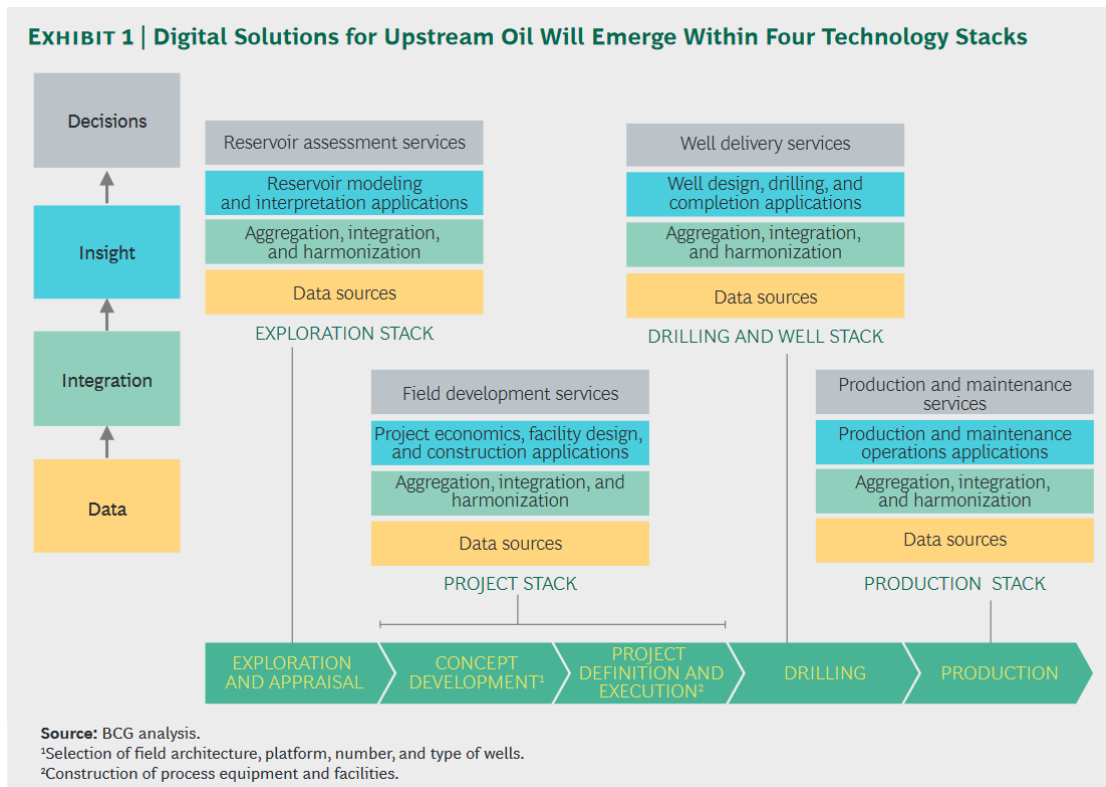 EXHIBIT 1 | Digital Solutions for Upstream Oil Will Emerge Within Four Technology Stacks
Decisions
Insight
Integration
Data
Reservoir assessment services
Reservoir modeling
and interpretation applications
Aggregation, integration,
and harmonization
Data sources
EXPLORATION STACK
Well delivery services
Well design, drilling, and
completion applications
Aggregation, integration,
and harmonization
Data sources
DRILLING AND WELL STACK
Field development services
Project economics, facility design,
and construction applications
Aggregation, integration, and
harmonization
Data sources
PROJECT STACK
Production and maintenance
services
Production and maintenance
operations applications
Aggregation, integration,
and harmonization
Data sources
PRODUCTION STACK
EXPLORATION
AND APPRAISAL
CONCEPT
DEVELOPMENT¹
PROJECT
DEFINITION AND
EXECUTION²
DRILLING
PRODUCTION
Source: BCG analysis.
¹Selection of field architecture, platform, number, and type of wells.
²Construction of process equipment and facilities.